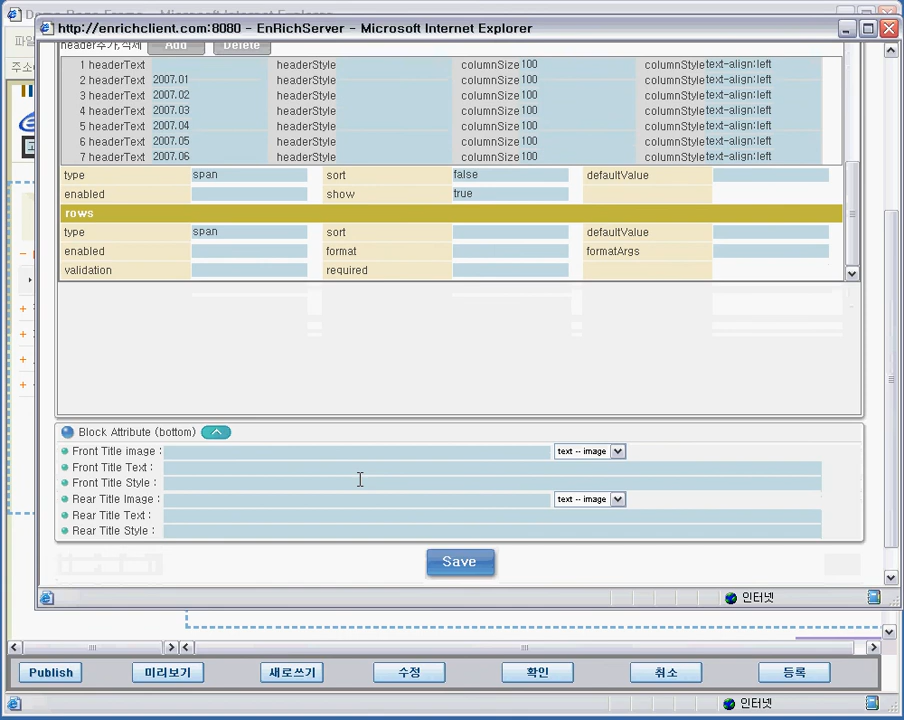 http://enrichclient.com:8080 - EnRichServer - Microsoft Internet Explorer
header추가,삭제 Add Delete
1 headerText headerStyle columnSize 100 columnStyle text-align:left
2 headerText 2007.01 headerStyle columnSize 100 columnStyle text-align:left
3 headerText 2007.02 headerStyle columnSize 100 columnStyle text-align:left
4 headerText 2007.03 headerStyle columnSize 100 columnStyle text-align:left
5 headerText 2007.04 headerStyle columnSize 100 columnStyle text-align:left
6 headerText 2007.05 headerStyle columnSize 100 columnStyle text-align:left
7 headerText 2007.06 headerStyle columnSize 100 columnStyle text-align:left
type span sort false defaultValue
enabled show true
rows
type span sort defaultValue
enabled format formatArgs
validation required
Block Attribute (bottom)
Front Title image : text -- image
Front Title Text :
Front Title Style :
Rear Title Image : text -- image
Rear Title Text :
Rear Title Style :
Save
인터넷
Publish 미리보기 새로쓰기 수정 확인 취소 등록
인터넷